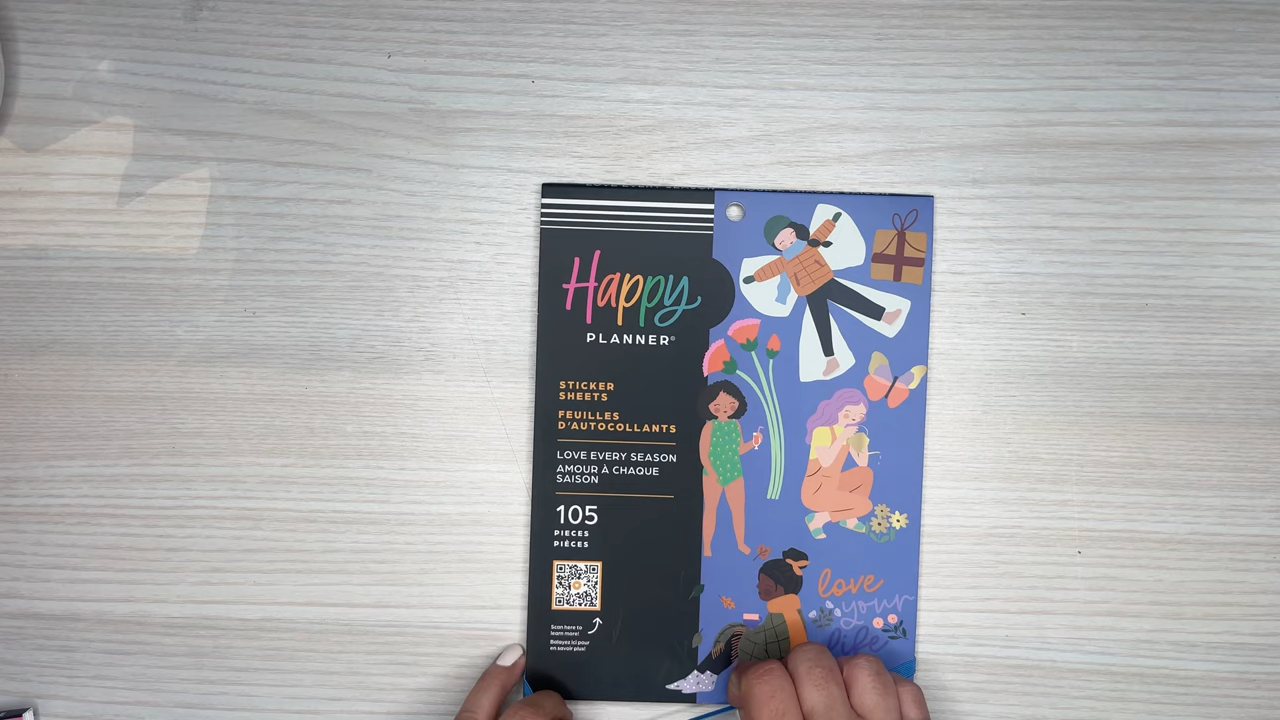 Happy
PLANNER®
STICKER
SHEETS
FEUILLES
D'AUTOCOLLANTS
LOVE EVERY SEASON
AMOUR À CHAQUE
SAISON
105
PIECES
PIÈCES
Scan here to
learn more!
Balayez ici pour
en savoir plus!
love
your
life